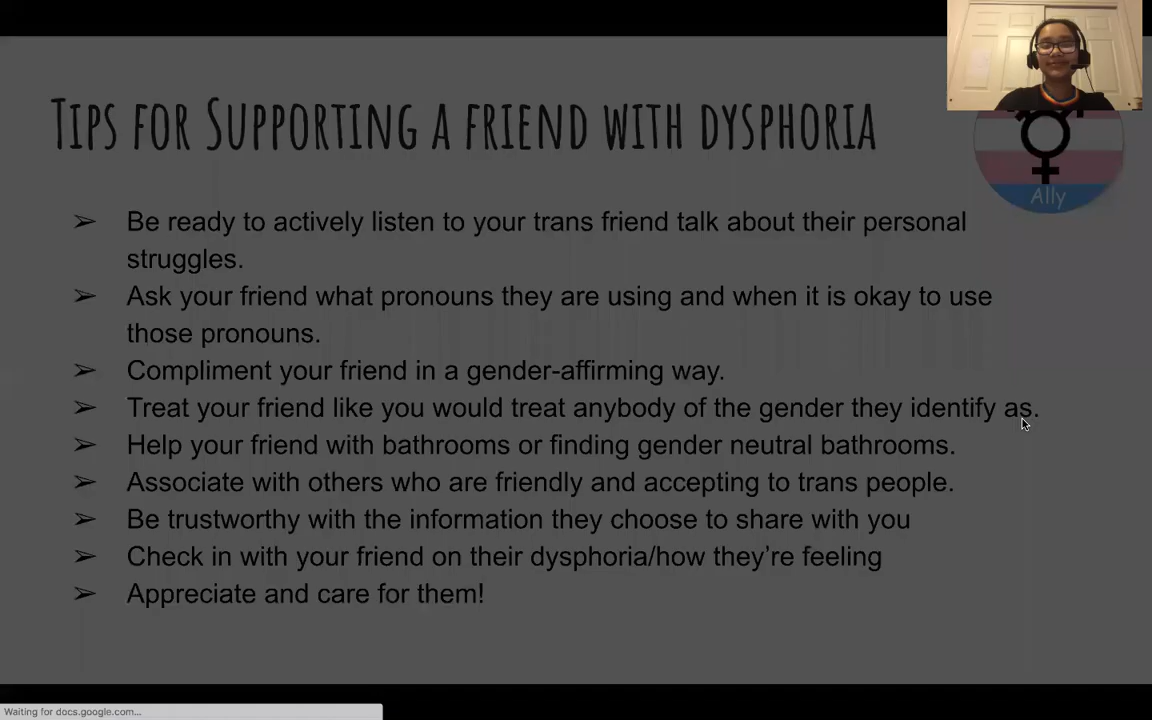 Tips for Supporting a friend with dysphoria
Ally
➢ Be ready to actively listen to your trans friend talk about their personal
struggles.
➢ Ask your friend what pronouns they are using and when it is okay to use
those pronouns.
➢ Compliment your friend in a gender-affirming way.
➢ Treat your friend like you would treat anybody of the gender they identify as.
➢ Help your friend with bathrooms or finding gender neutral bathrooms.
➢ Associate with others who are friendly and accepting to trans people.
➢ Be trustworthy with the information they choose to share with you
➢ Check in with your friend on their dysphoria/how they’re feeling
➢ Appreciate and care for them!
Waiting for docs.google.com...